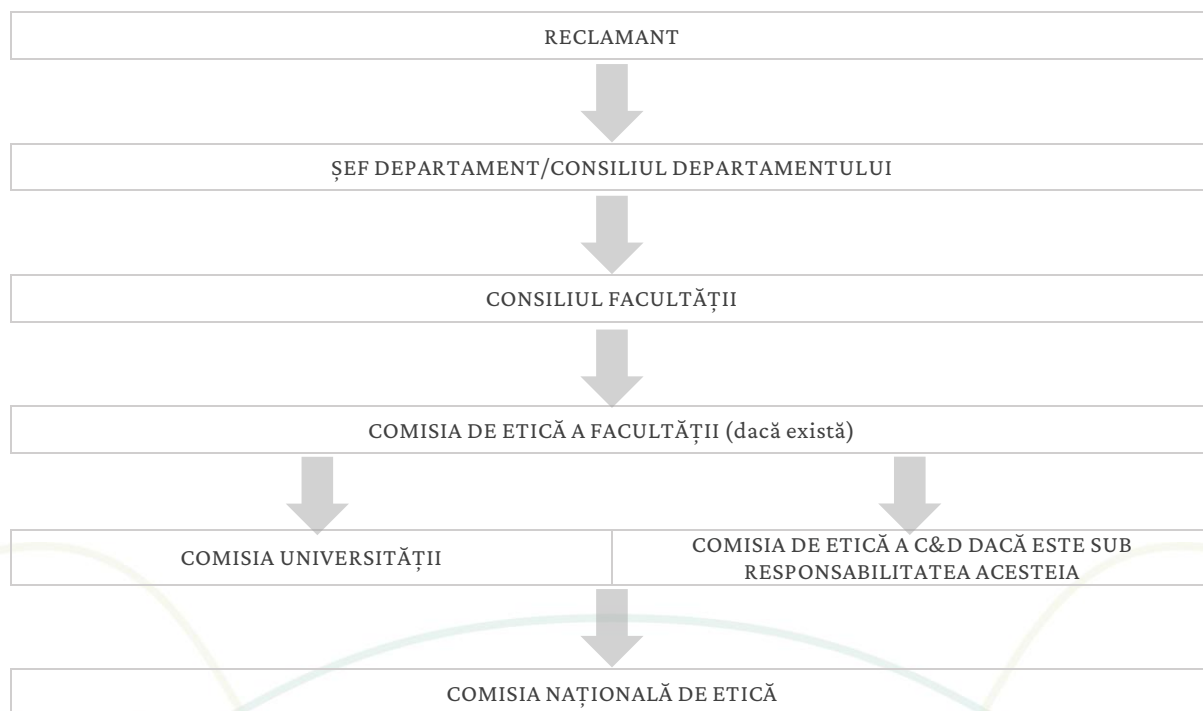 RECLAMANT
ȘEF DEPARTAMENT/CONSILIUL DEPARTAMENTULUI
CONSILIUL FACULTĂȚII
COMISIA DE ETICĂ A FACULTĂȚII (dacă există)
COMISIA UNIVERSITĂȚII
COMISIA DE ETICĂ A C&D DACĂ ESTE SUB
RESPONSABILITATEA ACESTEIA
COMISIA NAȚIONALĂ DE ETICĂ